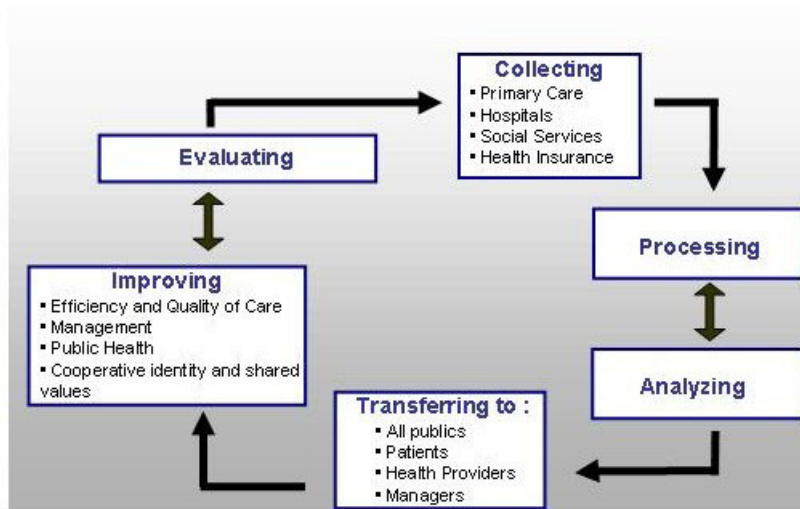 Collecting
▪ Primary Care
▪ Hospitals
▪ Social Services
▪ Health Insurance
Evaluating
Processing
Improving
▪ Efficiency and Quality of Care
▪ Management
▪ Public Health
▪ Cooperative identity and shared
values
Analyzing
Transferring to :
▪ All publics
▪ Patients
▪ Health Providers
▪ Managers